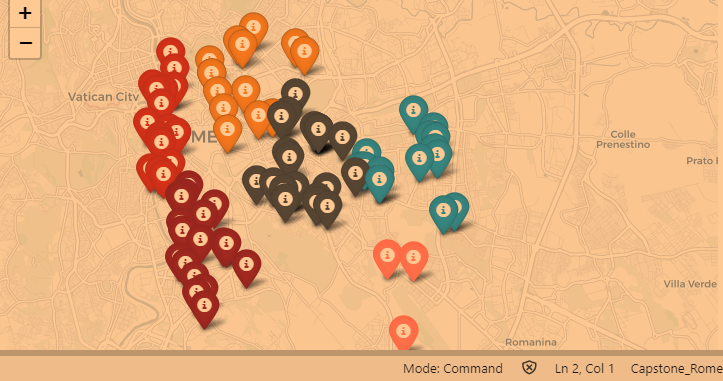 +
−
Vatican City
ME
Colle
Prenestino
Prato
Villa Verde
Romanina
Mode: Command
Ln 2, Col 1
Capstone_Rome